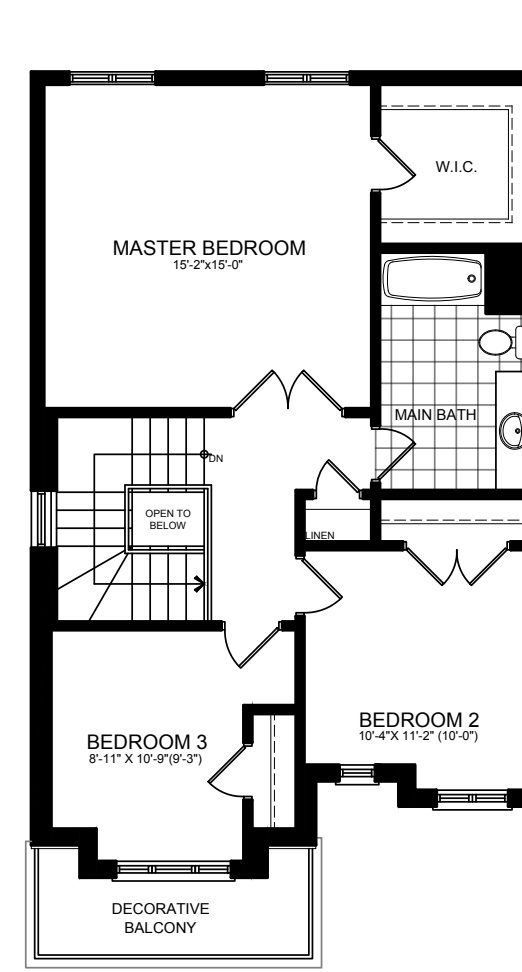 W.I.C.
MASTER BEDROOM
15'-2"x15'-0"
MAIN BATH
DN
OPEN TO
BELOW
LINEN
BEDROOM 2
10'-4"X 11'-2" (10'-0")
BEDROOM 3
8'-11" X 10'-9"(9'-3")
DECORATIVE
BALCONY